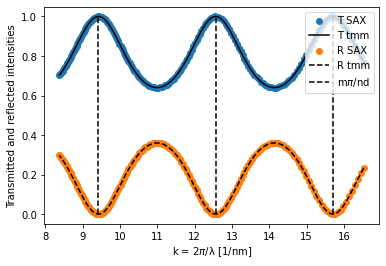 1.0
0.8
0.6
0.4
0.2
0.0
Transmitted and reflected intensities
T SAX
T tmm
R SAX
R tmm
mπ/nd
8 9 10 11 12 13 14 15 16
k = 2π/λ [1/nm]